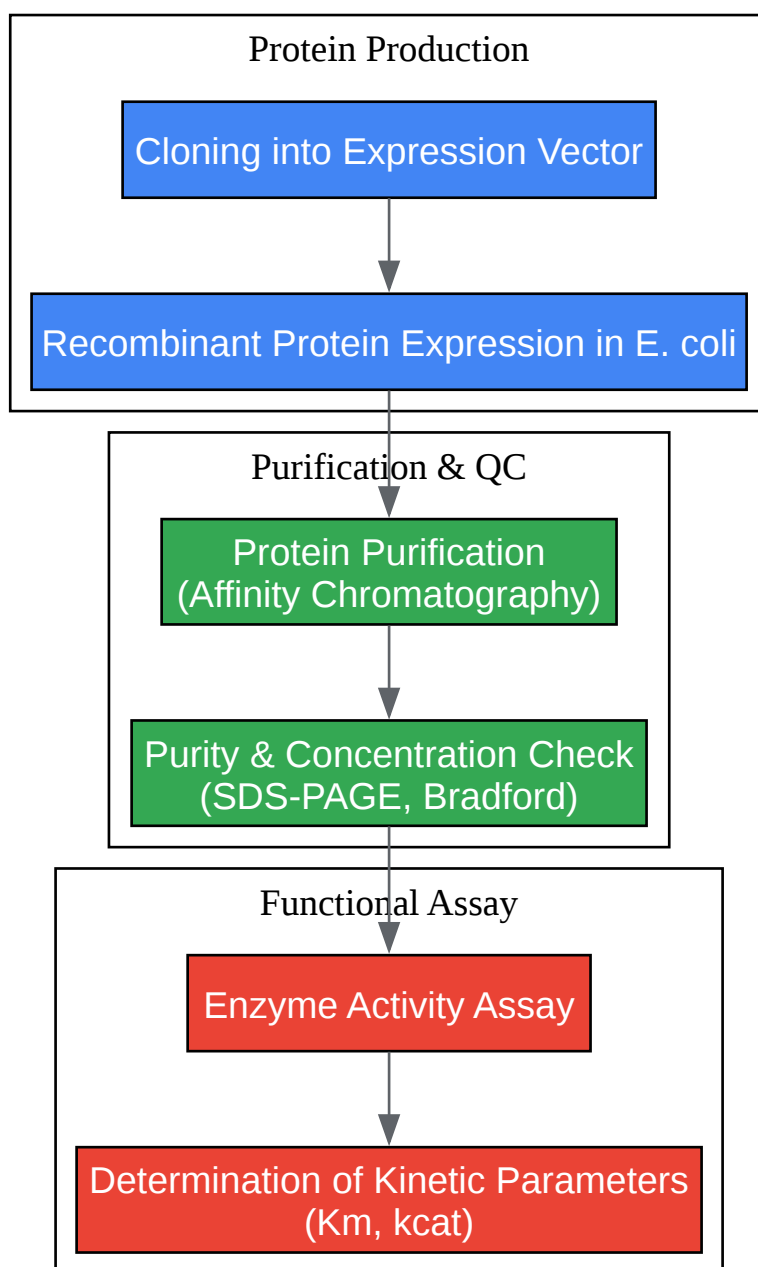 Protein Production
Cloning into Expression Vector
Recombinant Protein Expression in E. coli
Purification & QC
Protein Purification
(Affinity Chromatography)
Purity & Concentration Check
(SDS-PAGE, Bradford)
Functional Assay
Enzyme Activity Assay
Determination of Kinetic Parameters
(Km, kcat)